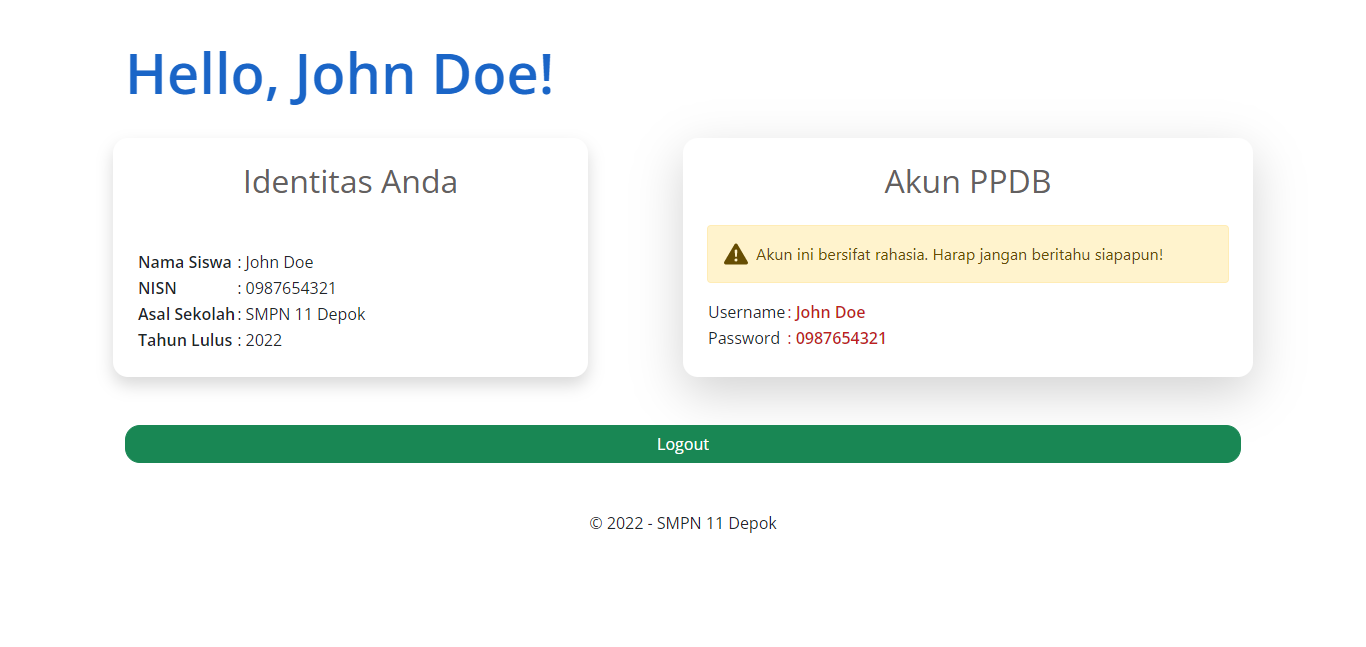 Hello, John Doe!
Identitas Anda
Nama Siswa : John Doe
NISN : 0987654321
Asal Sekolah : SMPN 11 Depok
Tahun Lulus : 2022
Akun PPDB
Akun ini bersifat rahasia. Harap jangan beritahu siapapun!
Username : John Doe
Password : 0987654321
Logout
© 2022 - SMPN 11 Depok